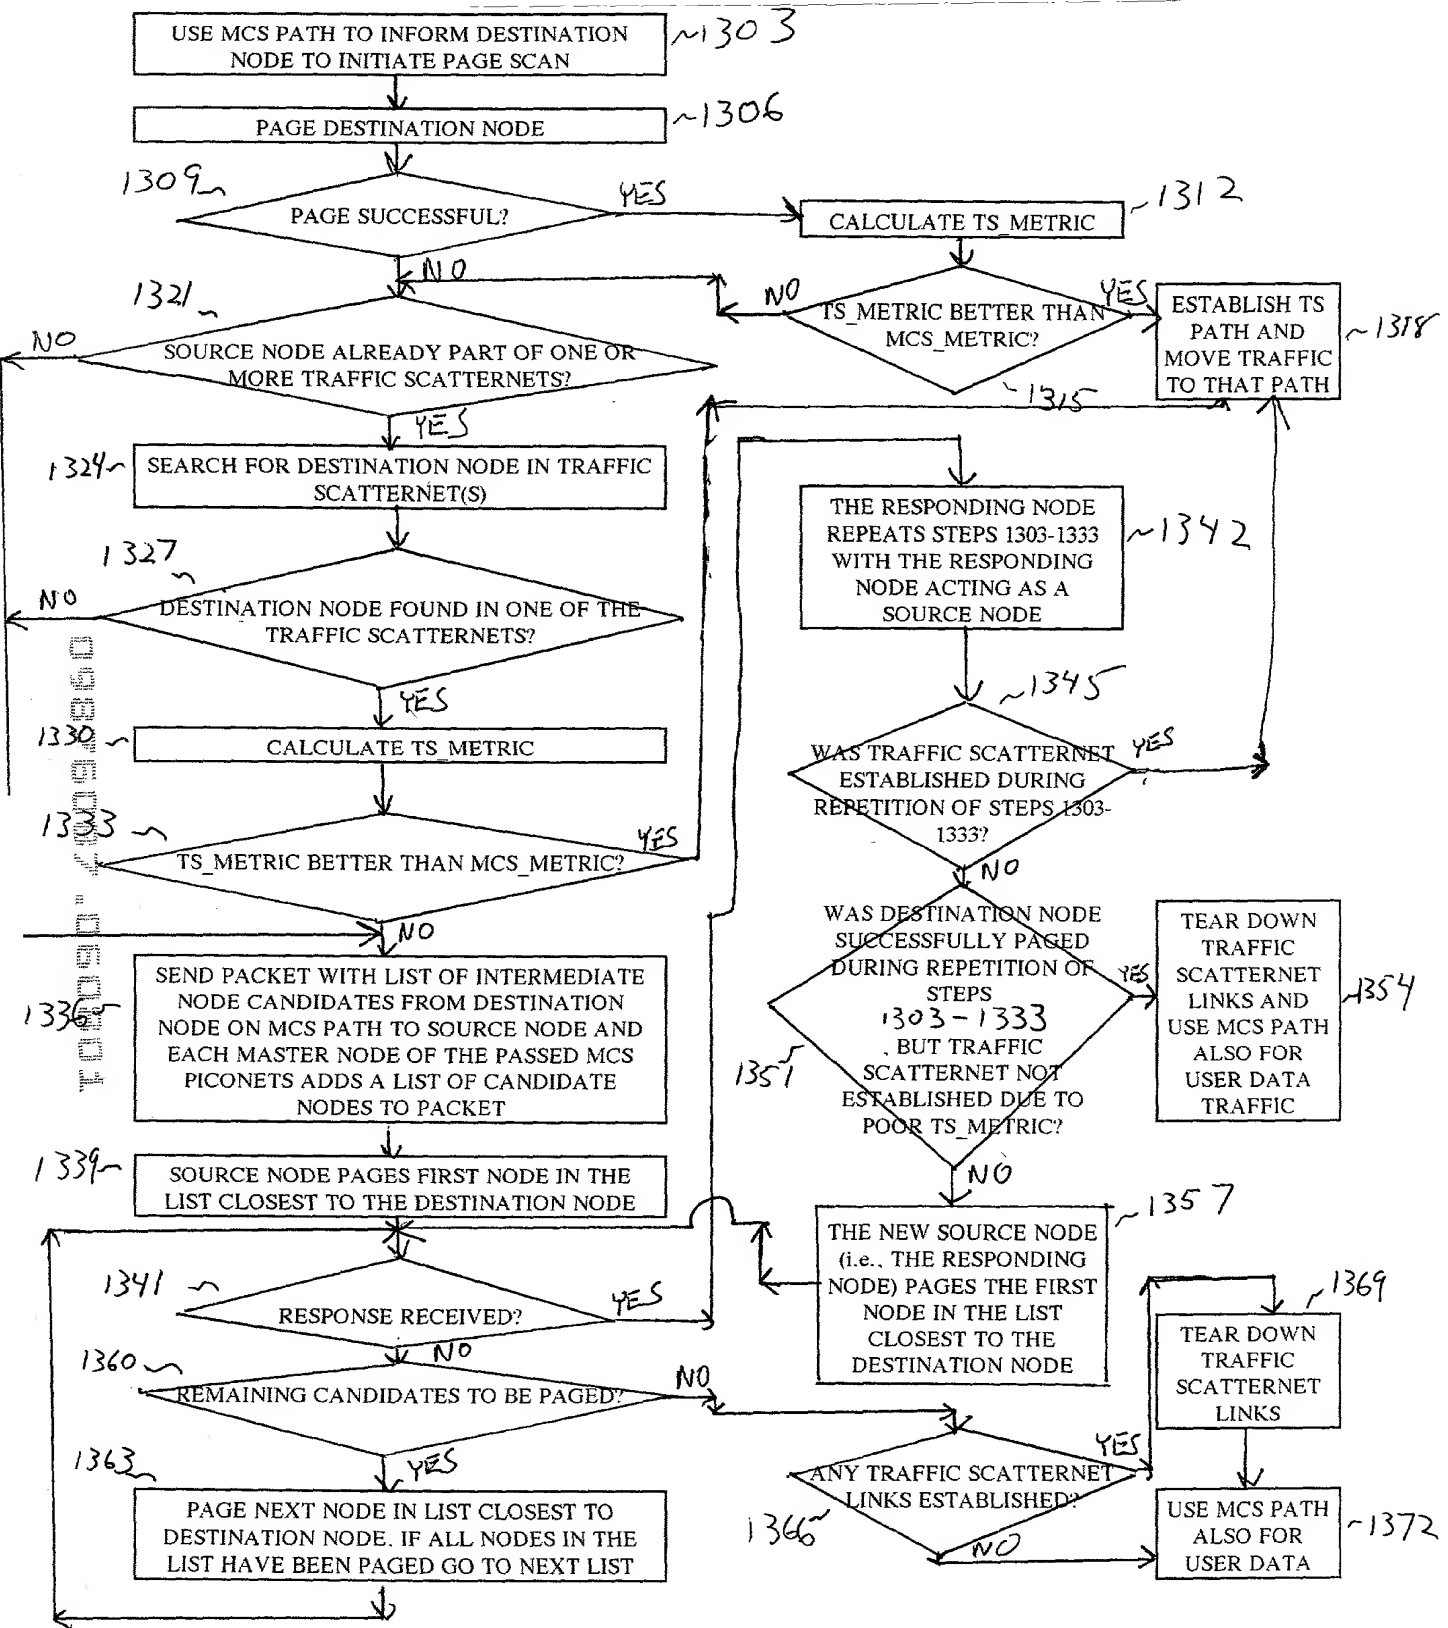 USE MCS PATH TO INFORM DESTINATION
NODE TO INITIATE PAGE SCAN
1303
PAGE DESTINATION NODE
1306
1309
PAGE SUCCESSFUL?
YES
NO
CALCULATE TS_METRIC
1312
TS_METRIC BETTER THAN
MCS_METRIC?
NO
YES
1315
ESTABLISH TS
PATH AND
MOVE TRAFFIC
TO THAT PATH
1318
1321
NO
SOURCE NODE ALREADY PART OF ONE OR
MORE TRAFFIC SCATTERNETS?
YES
1324
SEARCH FOR DESTINATION NODE IN TRAFFIC
SCATTERNET(S)
1327
NO
DESTINATION NODE FOUND IN ONE OF THE
TRAFFIC SCATTERNETS?
YES
1330
CALCULATE TS_METRIC
1333
TS_METRIC BETTER THAN MCS_METRIC?
YES
NO
1336
SEND PACKET WITH LIST OF INTERMEDIATE
NODE CANDIDATES FROM DESTINATION
NODE ON MCS PATH TO SOURCE NODE AND
EACH MASTER NODE OF THE PASSED MCS
PICONETS ADDS A LIST OF CANDIDATE
NODES TO PACKET
1339
SOURCE NODE PAGES FIRST NODE IN THE
LIST CLOSEST TO THE DESTINATION NODE
1341
RESPONSE RECEIVED?
YES
NO
1360
REMAINING CANDIDATES TO BE PAGED?
NO
YES
1363
PAGE NEXT NODE IN LIST CLOSEST TO
DESTINATION NODE. IF ALL NODES IN THE
LIST HAVE BEEN PAGED GO TO NEXT LIST
THE RESPONDING NODE
REPEATS STEPS 1303-1333
WITH THE RESPONDING
NODE ACTING AS A
SOURCE NODE
1342
1345
WAS TRAFFIC SCATTERNET
ESTABLISHED DURING
REPETITION OF STEPS 1303-
1333?
YES
NO
WAS DESTINATION NODE
SUCCESSFULLY PAGED
DURING REPETITION OF
STEPS
1303-1333
, BUT TRAFFIC
SCATTERNET NOT
ESTABLISHED DUE TO
POOR TS_METRIC?
1351
YES
NO
TEAR DOWN
TRAFFIC
SCATTERNET
LINKS AND
USE MCS PATH
ALSO FOR
USER DATA
TRAFFIC
1354
THE NEW SOURCE NODE
(i.e., THE RESPONDING
NODE) PAGES THE FIRST
NODE IN THE LIST
CLOSEST TO THE
DESTINATION NODE
1357
ANY TRAFFIC SCATTERNET
LINKS ESTABLISHED?
1366
YES
NO
1369
TEAR DOWN
TRAFFIC
SCATTERNET
LINKS
USE MCS PATH
ALSO FOR
USER DATA
1372